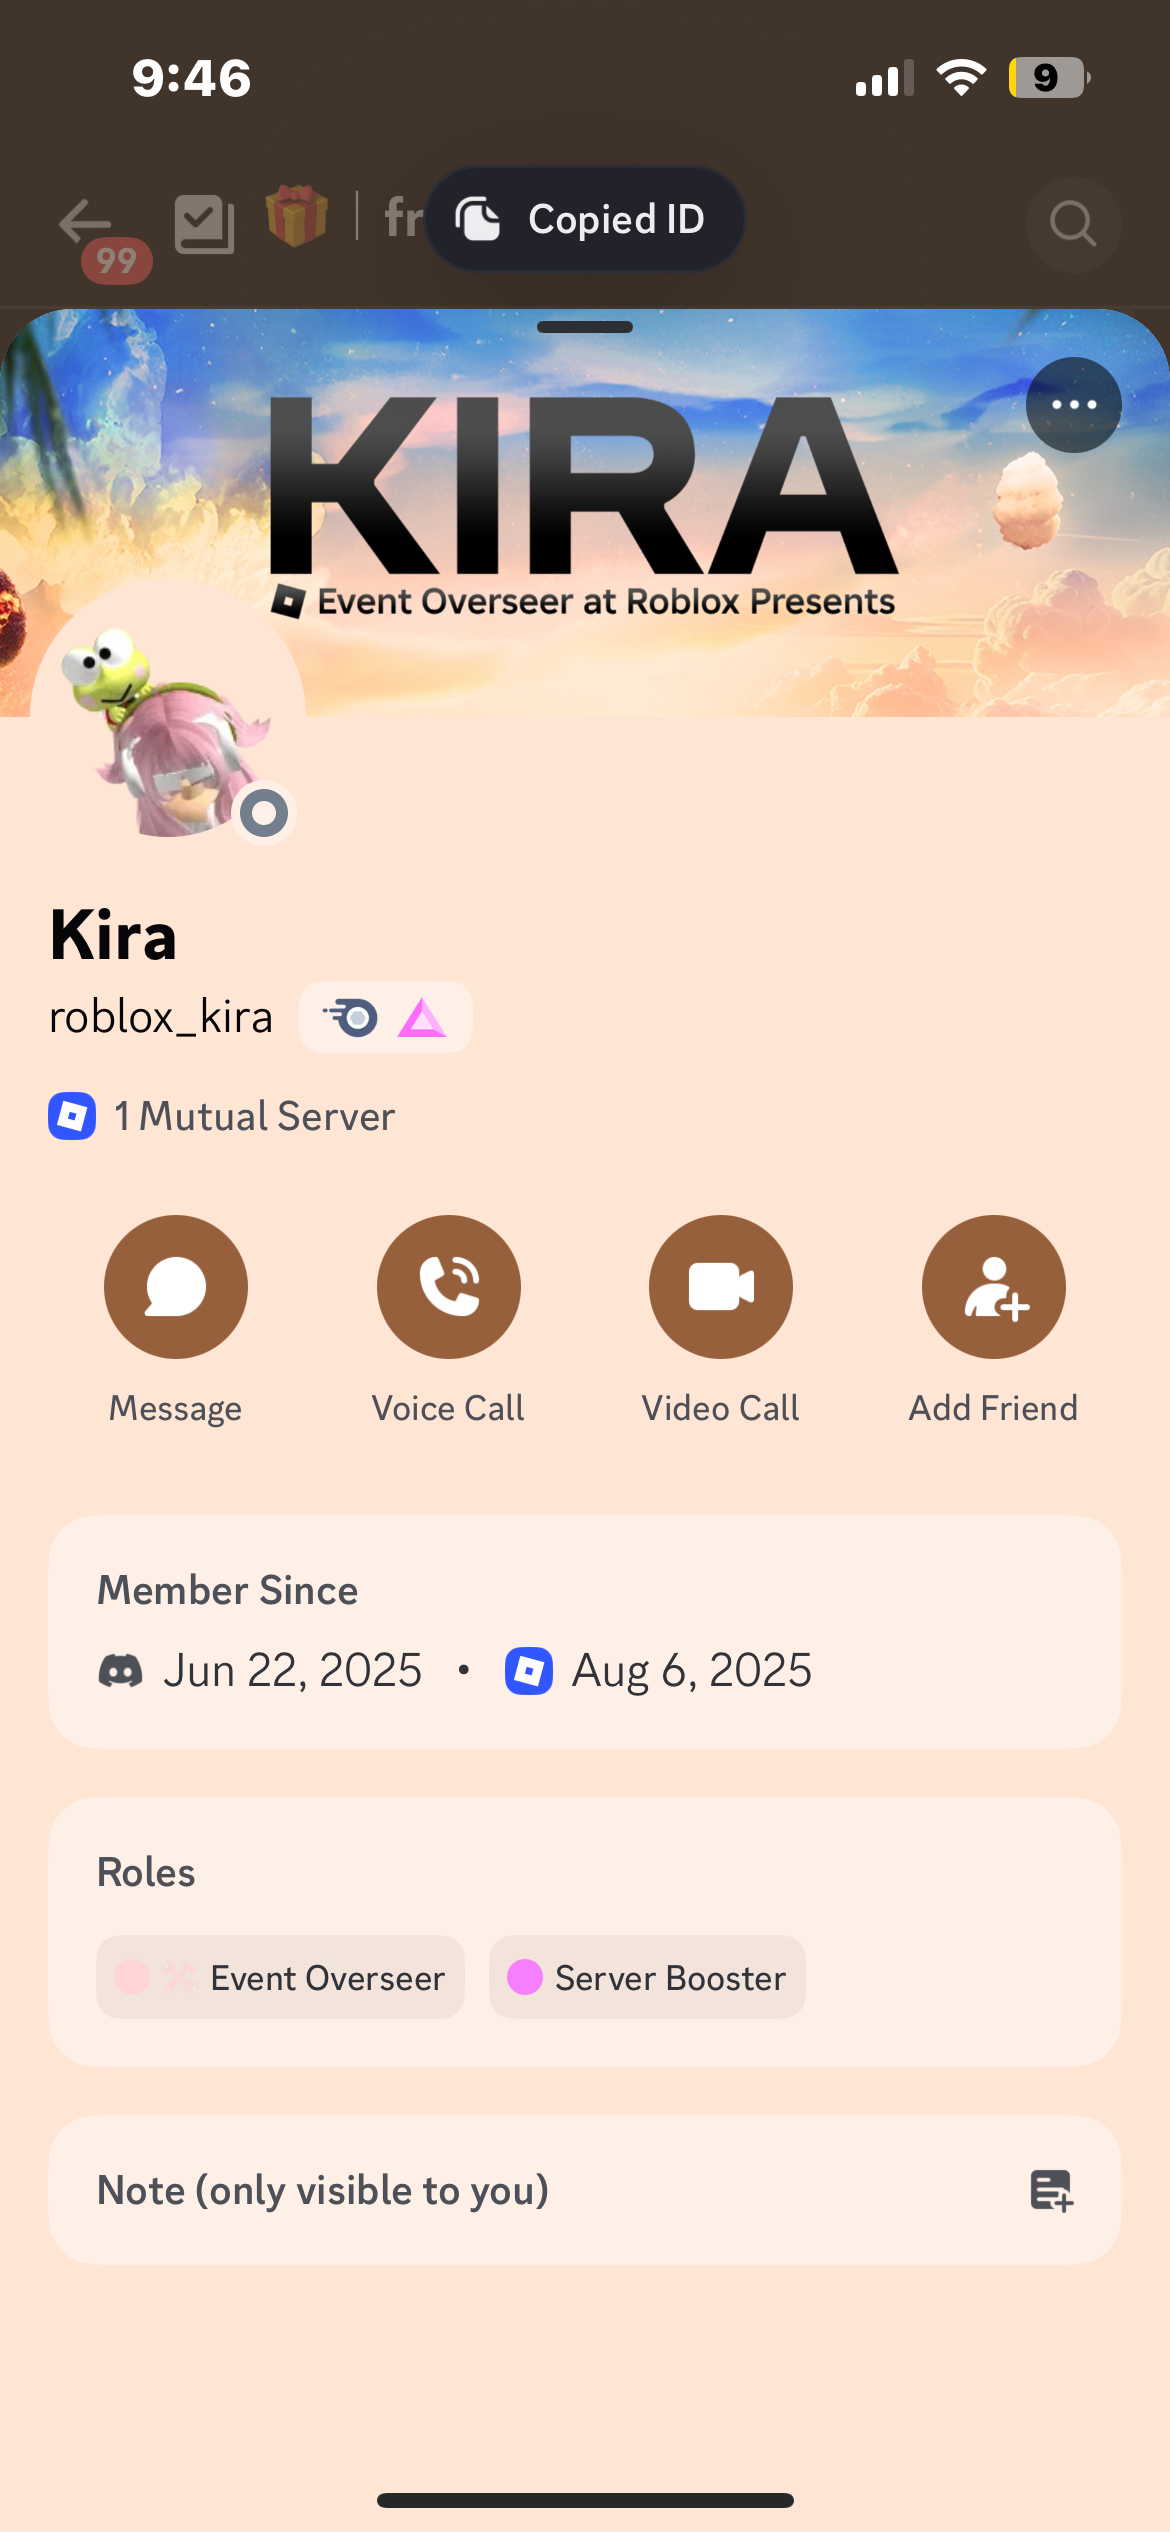 9:46
9
99
fr
Copied ID
KIRA
Event Overseer at Roblox Presents
Kira
roblox_kira
1 Mutual Server
Message
Voice Call
Video Call
Add Friend
Member Since
Jun 22, 2025 • Aug 6, 2025
Roles
Event Overseer
Server Booster
Note (only visible to you)